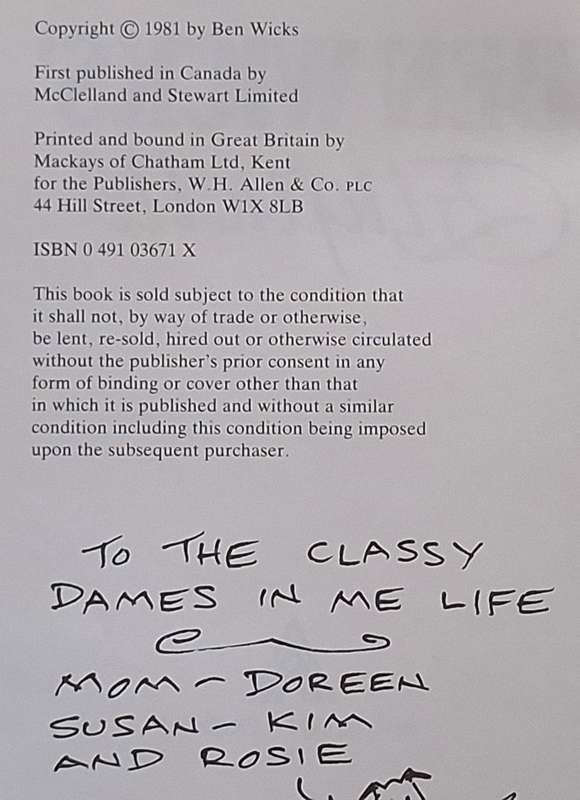 Copyright © 1981 by Ben Wicks
First published in Canada by
McClelland and Stewart Limited
Printed and bound in Great Britain by
Mackays of Chatham Ltd, Kent
for the Publishers, W.H. Allen & Co. PLC
44 Hill Street, London W1X 8LB
ISBN 0 491 03671 X
This book is sold subject to the condition that
it shall not, by way of trade or otherwise,
be lent, re-sold, hired out or otherwise circulated
without the publisher's prior consent in any
form of binding or cover other than that
in which it is published and without a similar
condition including this condition being imposed
upon the subsequent purchaser.
TO THE CLASSY
DAMES IN ME LIFE
MOM - DOREEN
SUSAN - KIM
AND ROSIE